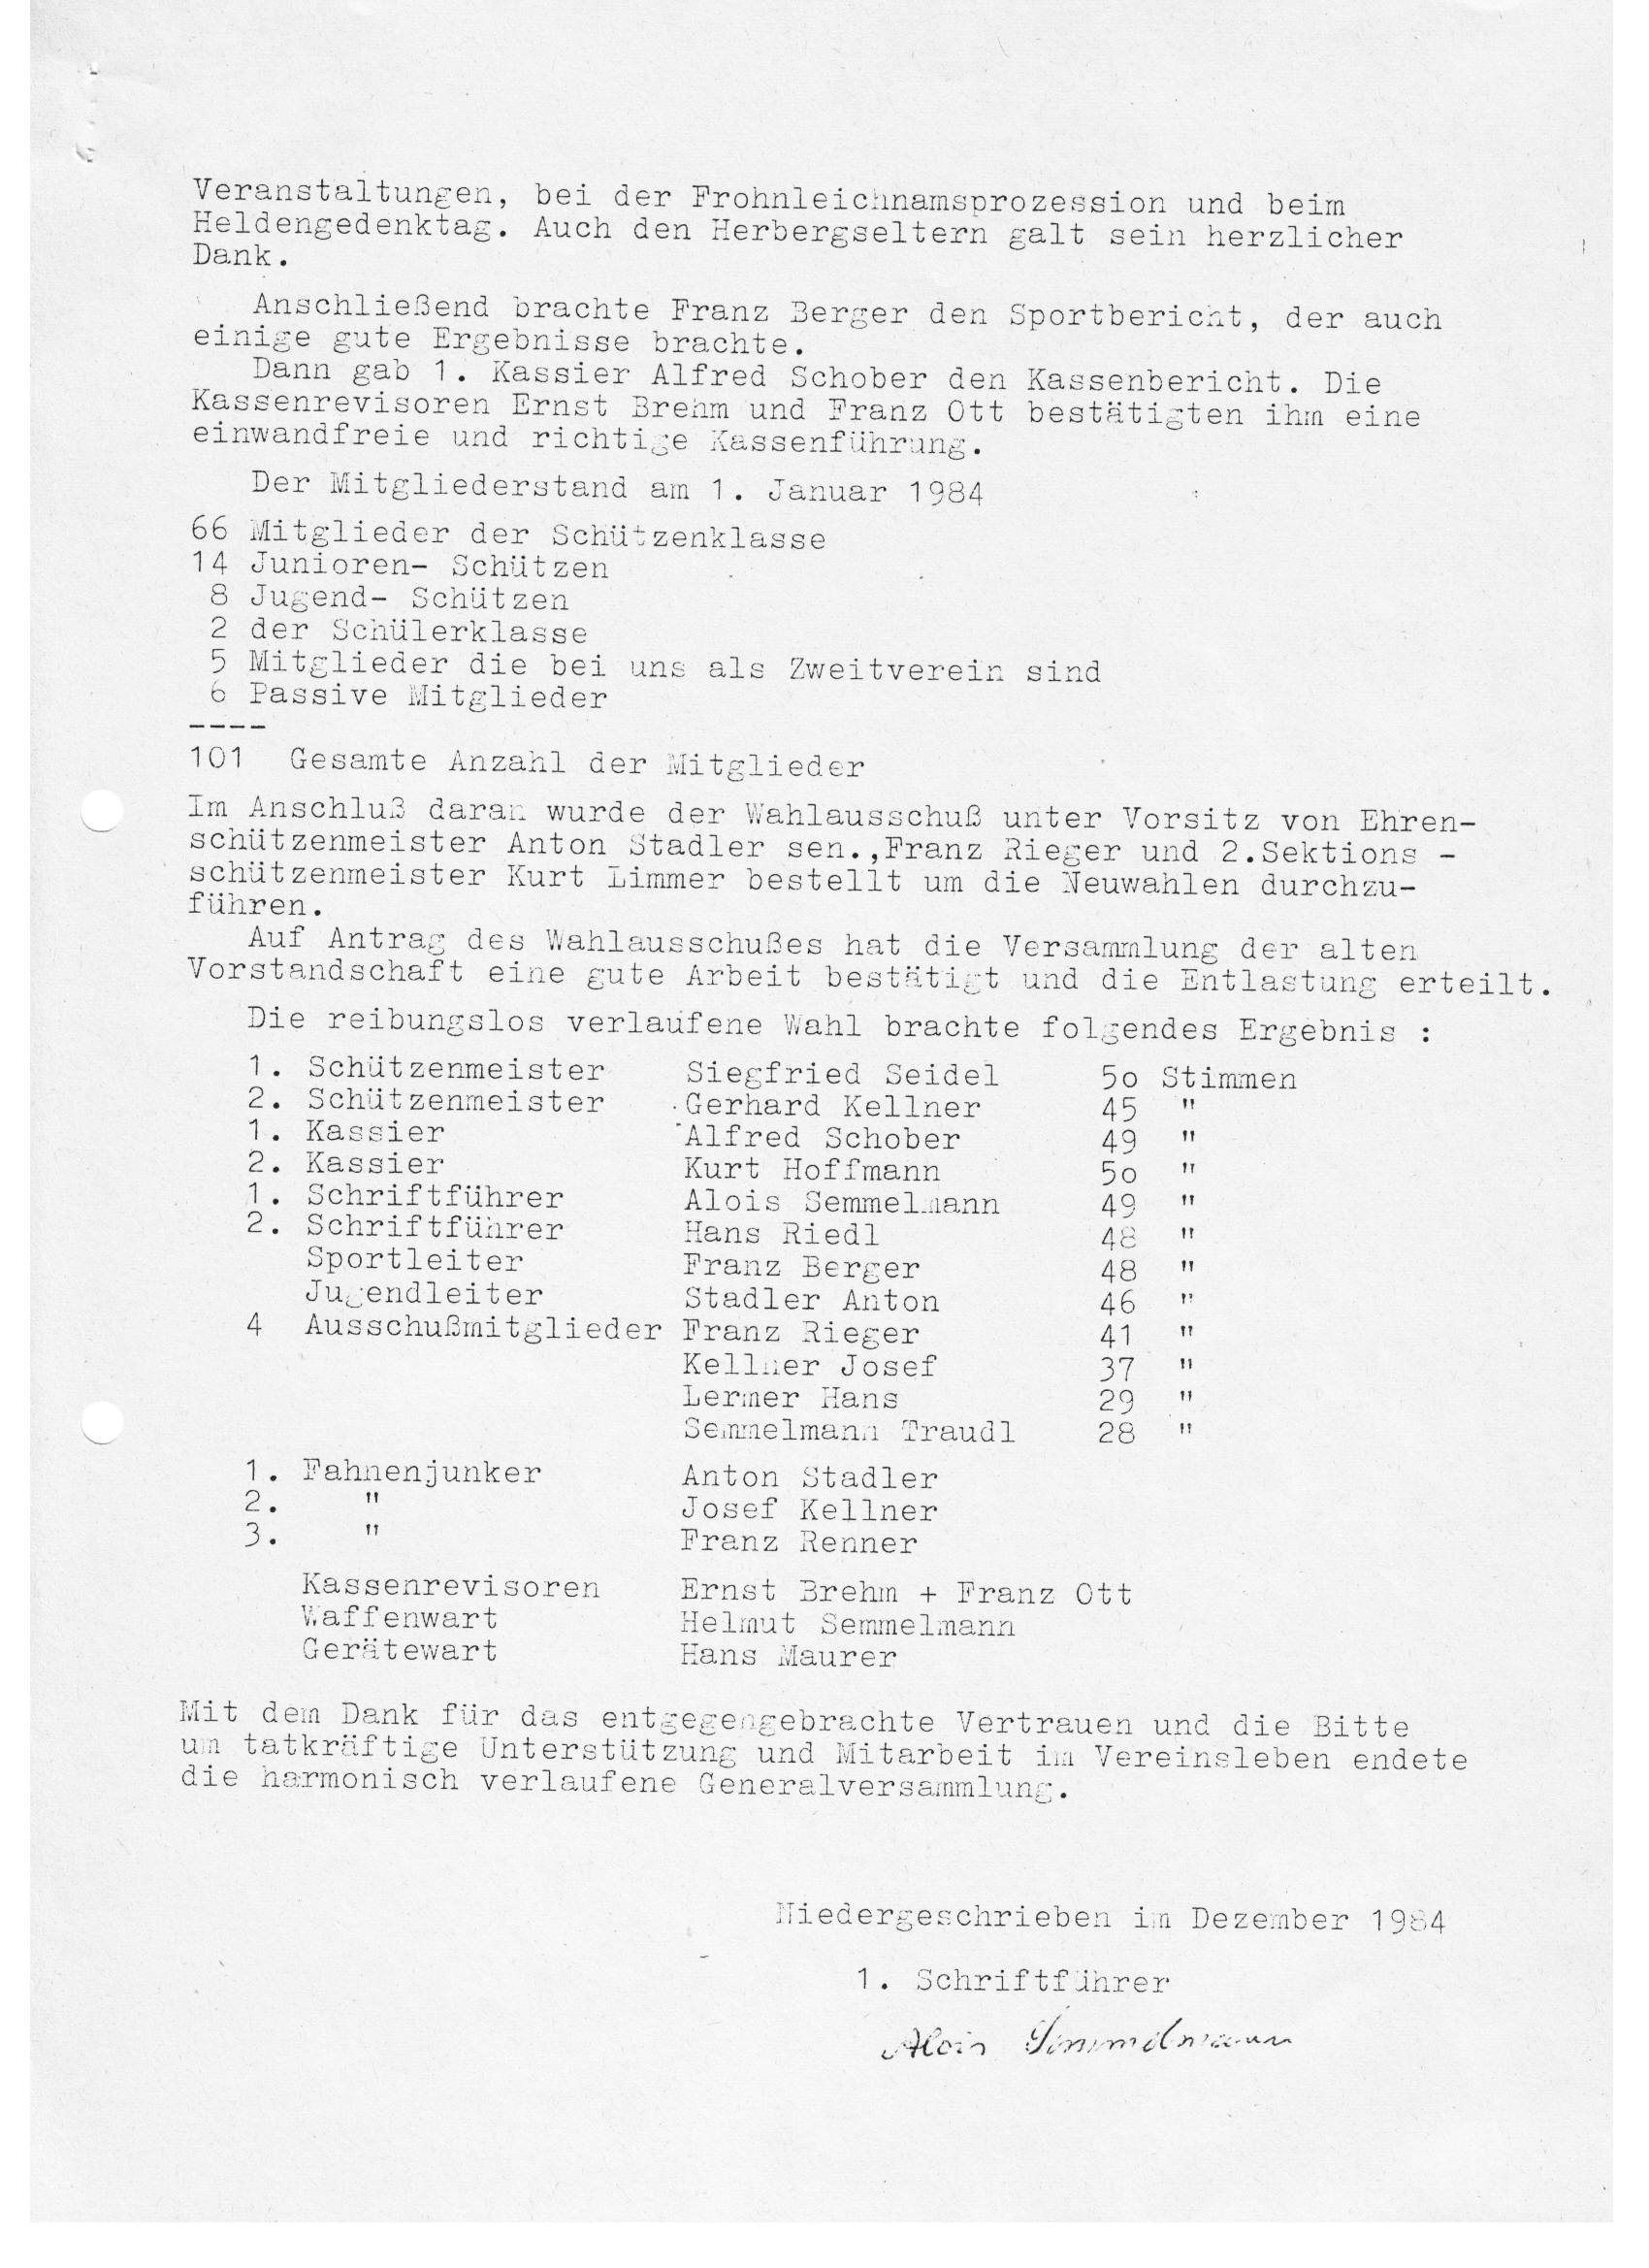 Veranstaltungen, bei der Frohnleichnamsprozession und beim
Heldengedenktag. Auch den Herbergseltern galt sein herzlicher
Dank.
Anschließend brachte Franz Berger den Sportbericht, der auch
einige gute Ergebnisse brachte.
Dann gab 1. Kassier Alfred Schober den Kassenbericht. Die
Kassenrevisoren Ernst Brehm und Franz Ott bestätigten ihm eine
einwandfreie und richtige Kassenführung.
Der Mitgliederstand am 1. Januar 1984
66 Mitglieder der Schützenklasse
14 Junioren- Schützen
8 Jugend- Schützen
2 der Schülerklasse
5 Mitglieder die bei uns als Zweitverein sind
6 Passive Mitglieder
----
101 Gesamte Anzahl der Mitglieder
Im Anschluß daran wurde der Wahlausschuß unter Vorsitz von Ehren-
schützenmeister Anton Stadler sen.,Franz Rieger und 2.Sektions -
schützenmeister Kurt Limmer bestellt um die Neuwahlen durchzu-
führen.
Auf Antrag des Wahlausschußes hat die Versammlung der alten
Vorstandschaft eine gute Arbeit bestätigt und die Entlastung erteilt.
Die reibungslos verlaufene Wahl brachte folgendes Ergebnis :
1. Schützenmeister Siegfried Seidel 5o Stimmen
2. Schützenmeister Gerhard Kellner 45 "
1. Kassier Alfred Schober 49 "
2. Kassier Kurt Hoffmann 5o "
1. Schriftführer Alois Semmelmann 49 "
2. Schriftführer Hans Riedl 48 "
Sportleiter Franz Berger 48 "
Jugendleiter Stadler Anton 46 "
4 Ausschußmitglieder Franz Rieger 41 "
Kellner Josef 37 "
Lermer Hans 29 "
Semmelmann Traudl 28 "
1. Fahnenjunker Anton Stadler
2. " Josef Kellner
3. " Franz Renner
Kassenrevisoren Ernst Brehm + Franz Ott
Waffenwart Helmut Semmelmann
Gerätewart Hans Maurer
Mit dem Dank für das entgegengebrachte Vertrauen und die Bitte
um tatkräftige Unterstützung und Mitarbeit im Vereinsleben endete
die harmonisch verlaufene Generalversammlung.
Niedergeschrieben im Dezember 1984
1. Schriftführer
Alois Semmelmann